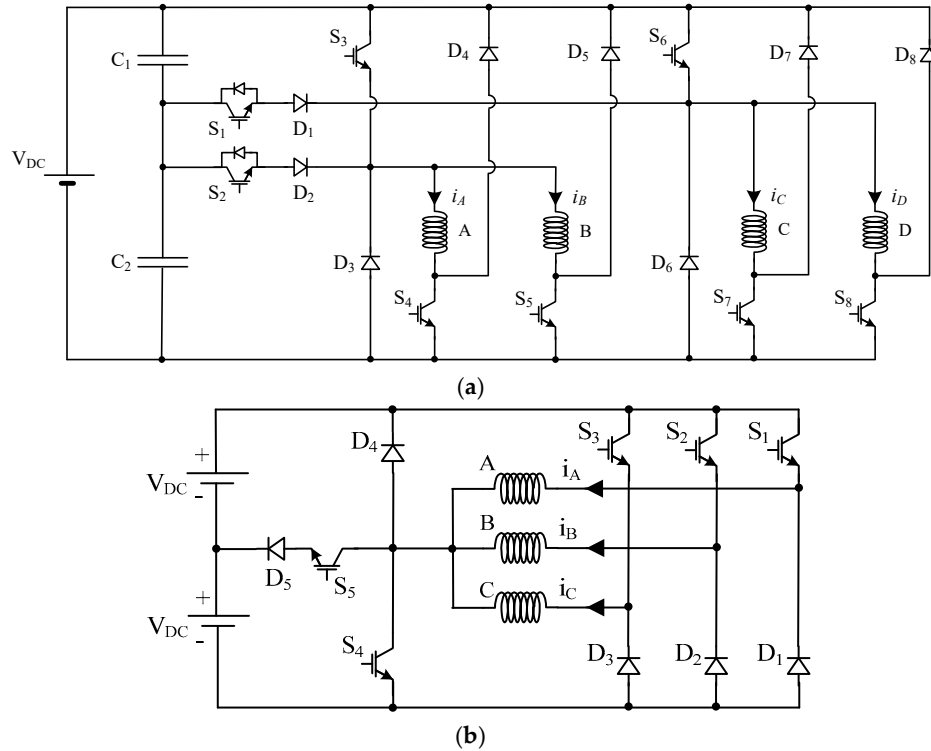 S3 D4 D5 S6 D7 D8
C1
S1 D1
VDC
S2 D2
iA iB iC iD
A B C D
C2 D3 D6
S4 S5 S7 S8
(a)
D4 S3 S2 S1
+ A iA
VDC
-
B iB
D5 S5
+ C iC
VDC
-
S4 D3 D2 D1
(b)